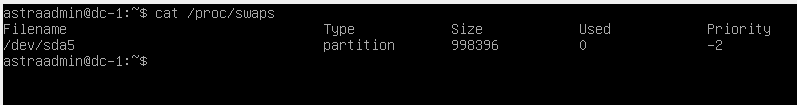 astraadmin@dc-1:~$ cat /proc/swaps
Filename Type Size Used Priority
/dev/sda5 partition 998396 0 -2
astraadmin@dc-1:~$